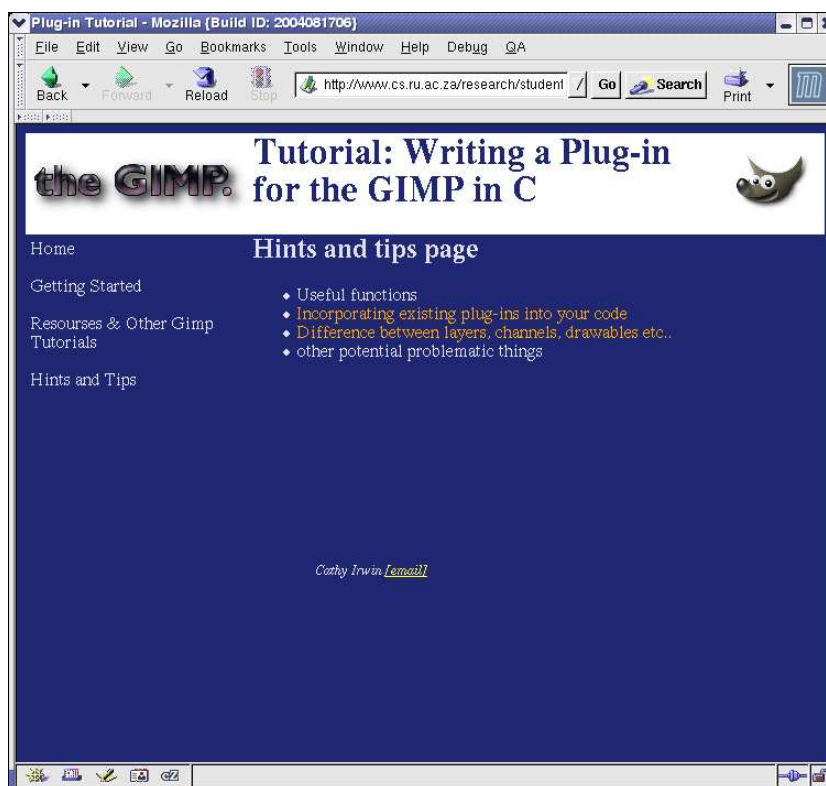 Plug-in Tutorial - Mozilla {Build ID: 2004081706}
File Edit View Go Bookmarks Tools Window Help Debug QA
Back Forward Reload Stop http://www.cs.ru.ac.za/research/student Go Search Print
the GIMP.
Tutorial: Writing a Plug-in
for the GIMP in C
Home
Getting Started
Resourses & Other Gimp
Tutorials
Hints and Tips
Hints and tips page
Useful functions
Incorporating existing plug-ins into your code
Difference between layers, channels, drawables etc..
other potential problematic things
Cathy Irwin [email]